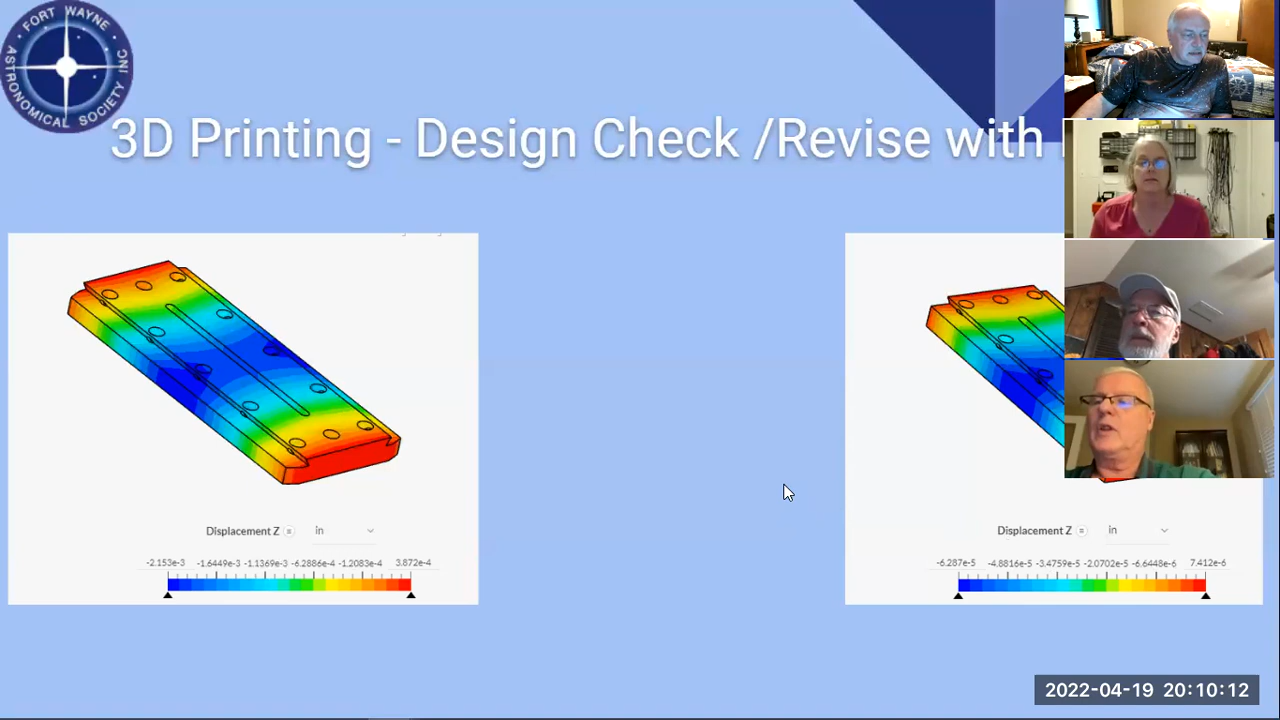 FORT WAYNE
ASTRONOMICAL SOCIETY INC
3D Printing - Design Check /Revise with
Displacement Z in
-2.153e-3 -1.6449e-3 -1.1369e-3 -6.2886e-4 -1.2083e-4 3.872e-4
Displacement Z in
-6.287e-5 -4.8816e-5 -3.4759e-5 -2.0702e-5 -6.6448e-6 7.412e-6
2022-04-19 20:10:12